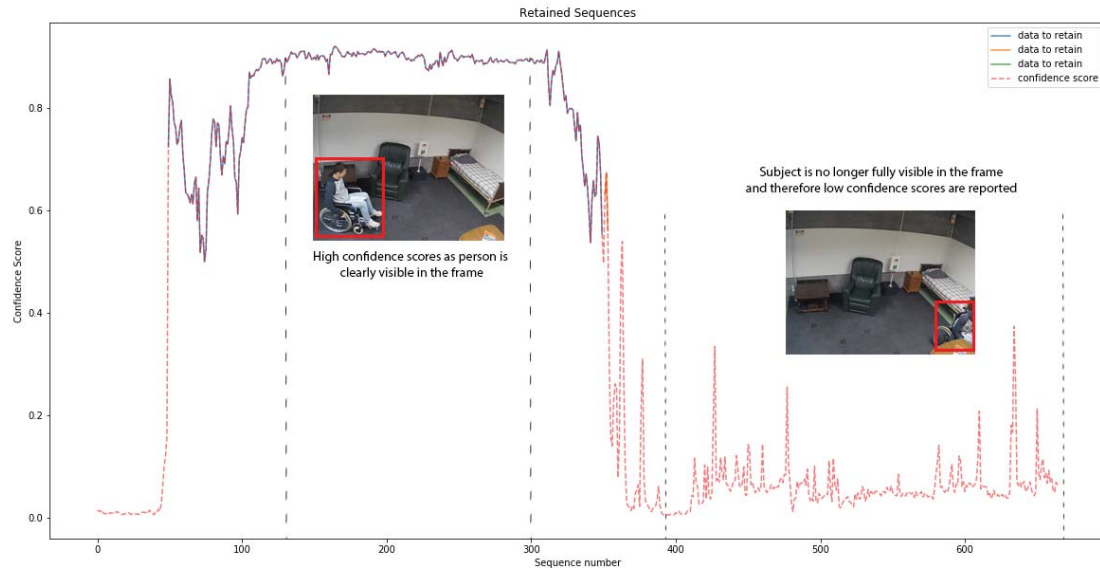 Retained Sequences
data to retain
data to retain
data to retain
confidence score
Confidence Score
0.8
0.6
0.4
0.2
0.0
High confidence scores as person is
clearly visible in the frame
Subject is no longer fully visible in the frame
and therefore low confidence scores are reported
0 100 200 300 400 500 600
Sequence number